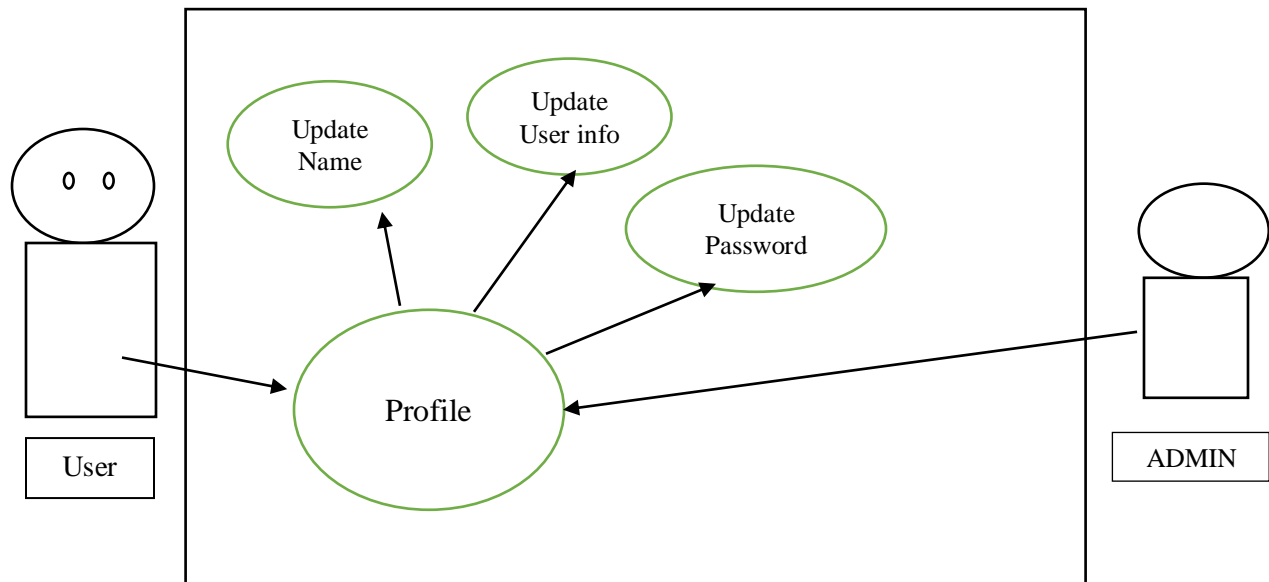 Update
Name
Update
User info
Update
Password
Profile
User
ADMIN